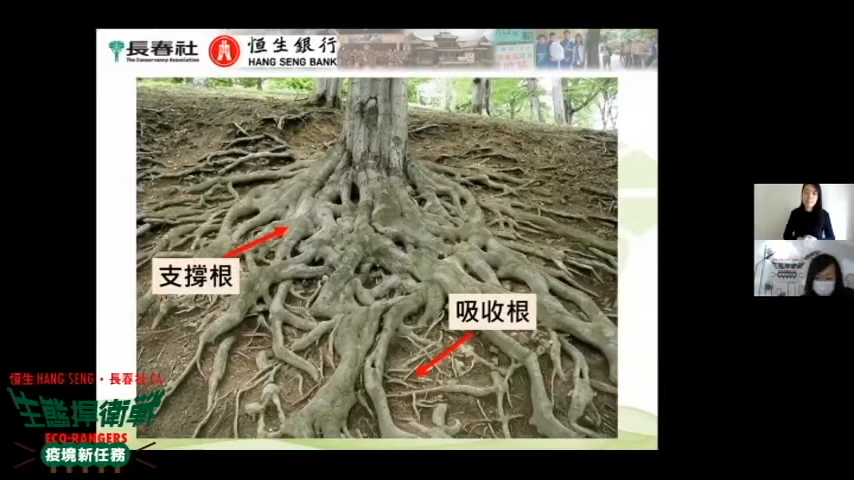 長春社
The Conservancy Association
恒生銀行
HANG SENG BANK
支撐根
吸收根
恒生 HANG SENG・長春社 CA
生態悍衛戰
ECO-RANGERS
疫境新任務